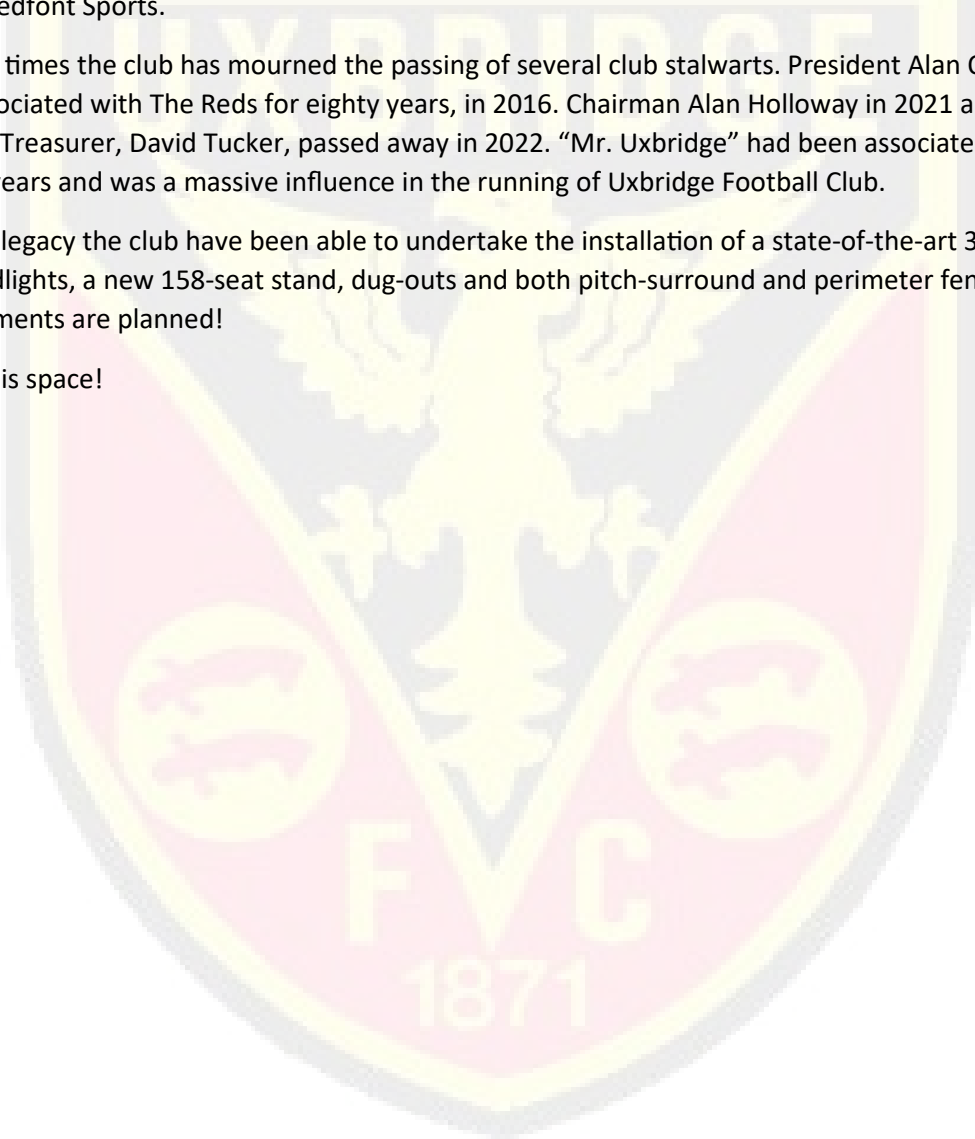 edfont Sports.
UXBRIDGE
times the club has mourned the passing of several club stalwarts. President Alan
ociated with The Reds for eighty years, in 2016. Chairman Alan Holloway in 2021 a
Treasurer, David Tucker, passed away in 2022. “Mr. Uxbridge” had been associate
ears and was a massive influence in the running of Uxbridge Football Club.
legacy the club have been able to undertake the installation of a state-of-the-art 3
dlights, a new 158-seat stand, dug-outs and both pitch-surround and perimeter fen
ments are planned!
is space!
F C
1871